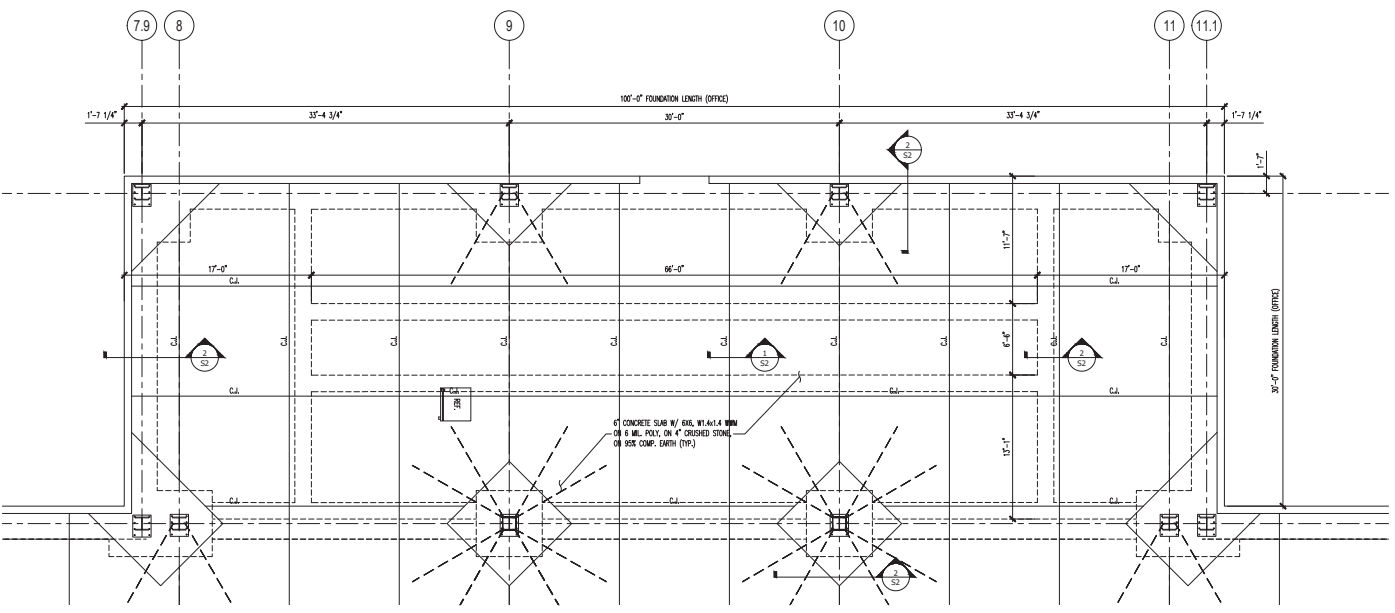 7.9 8 9 10 11 11.1
100'-0" FOUNDATION LENGTH (OFFICE)
1'-7 1/4" 33'-4 3/4" 30'-0" 33'-4 3/4" 1'-7 1/4"
2
S2
1'-7"
11'-7"
17'-0" 66'-0" 17'-0"
C.J. C.J. C.J.
C.J. C.J. C.J. C.J. C.J. C.J. C.J. C.J. C.J. C.J.
2
S2
1
S2
2
S2
6'-6"
30'-0" FOUNDATION LENGTH (OFFICE)
C.J. C.J. C.J. C.J.
REF.
6" CONCRETE SLAB W/ 6X6, W1.4x1.4 WWM
ON 6 MIL. POLY, ON 4" CRUSHED STONE,
ON 95% COMP. EARTH (TYP.)
13'-1"
C.J. C.J. C.J.
2
S2